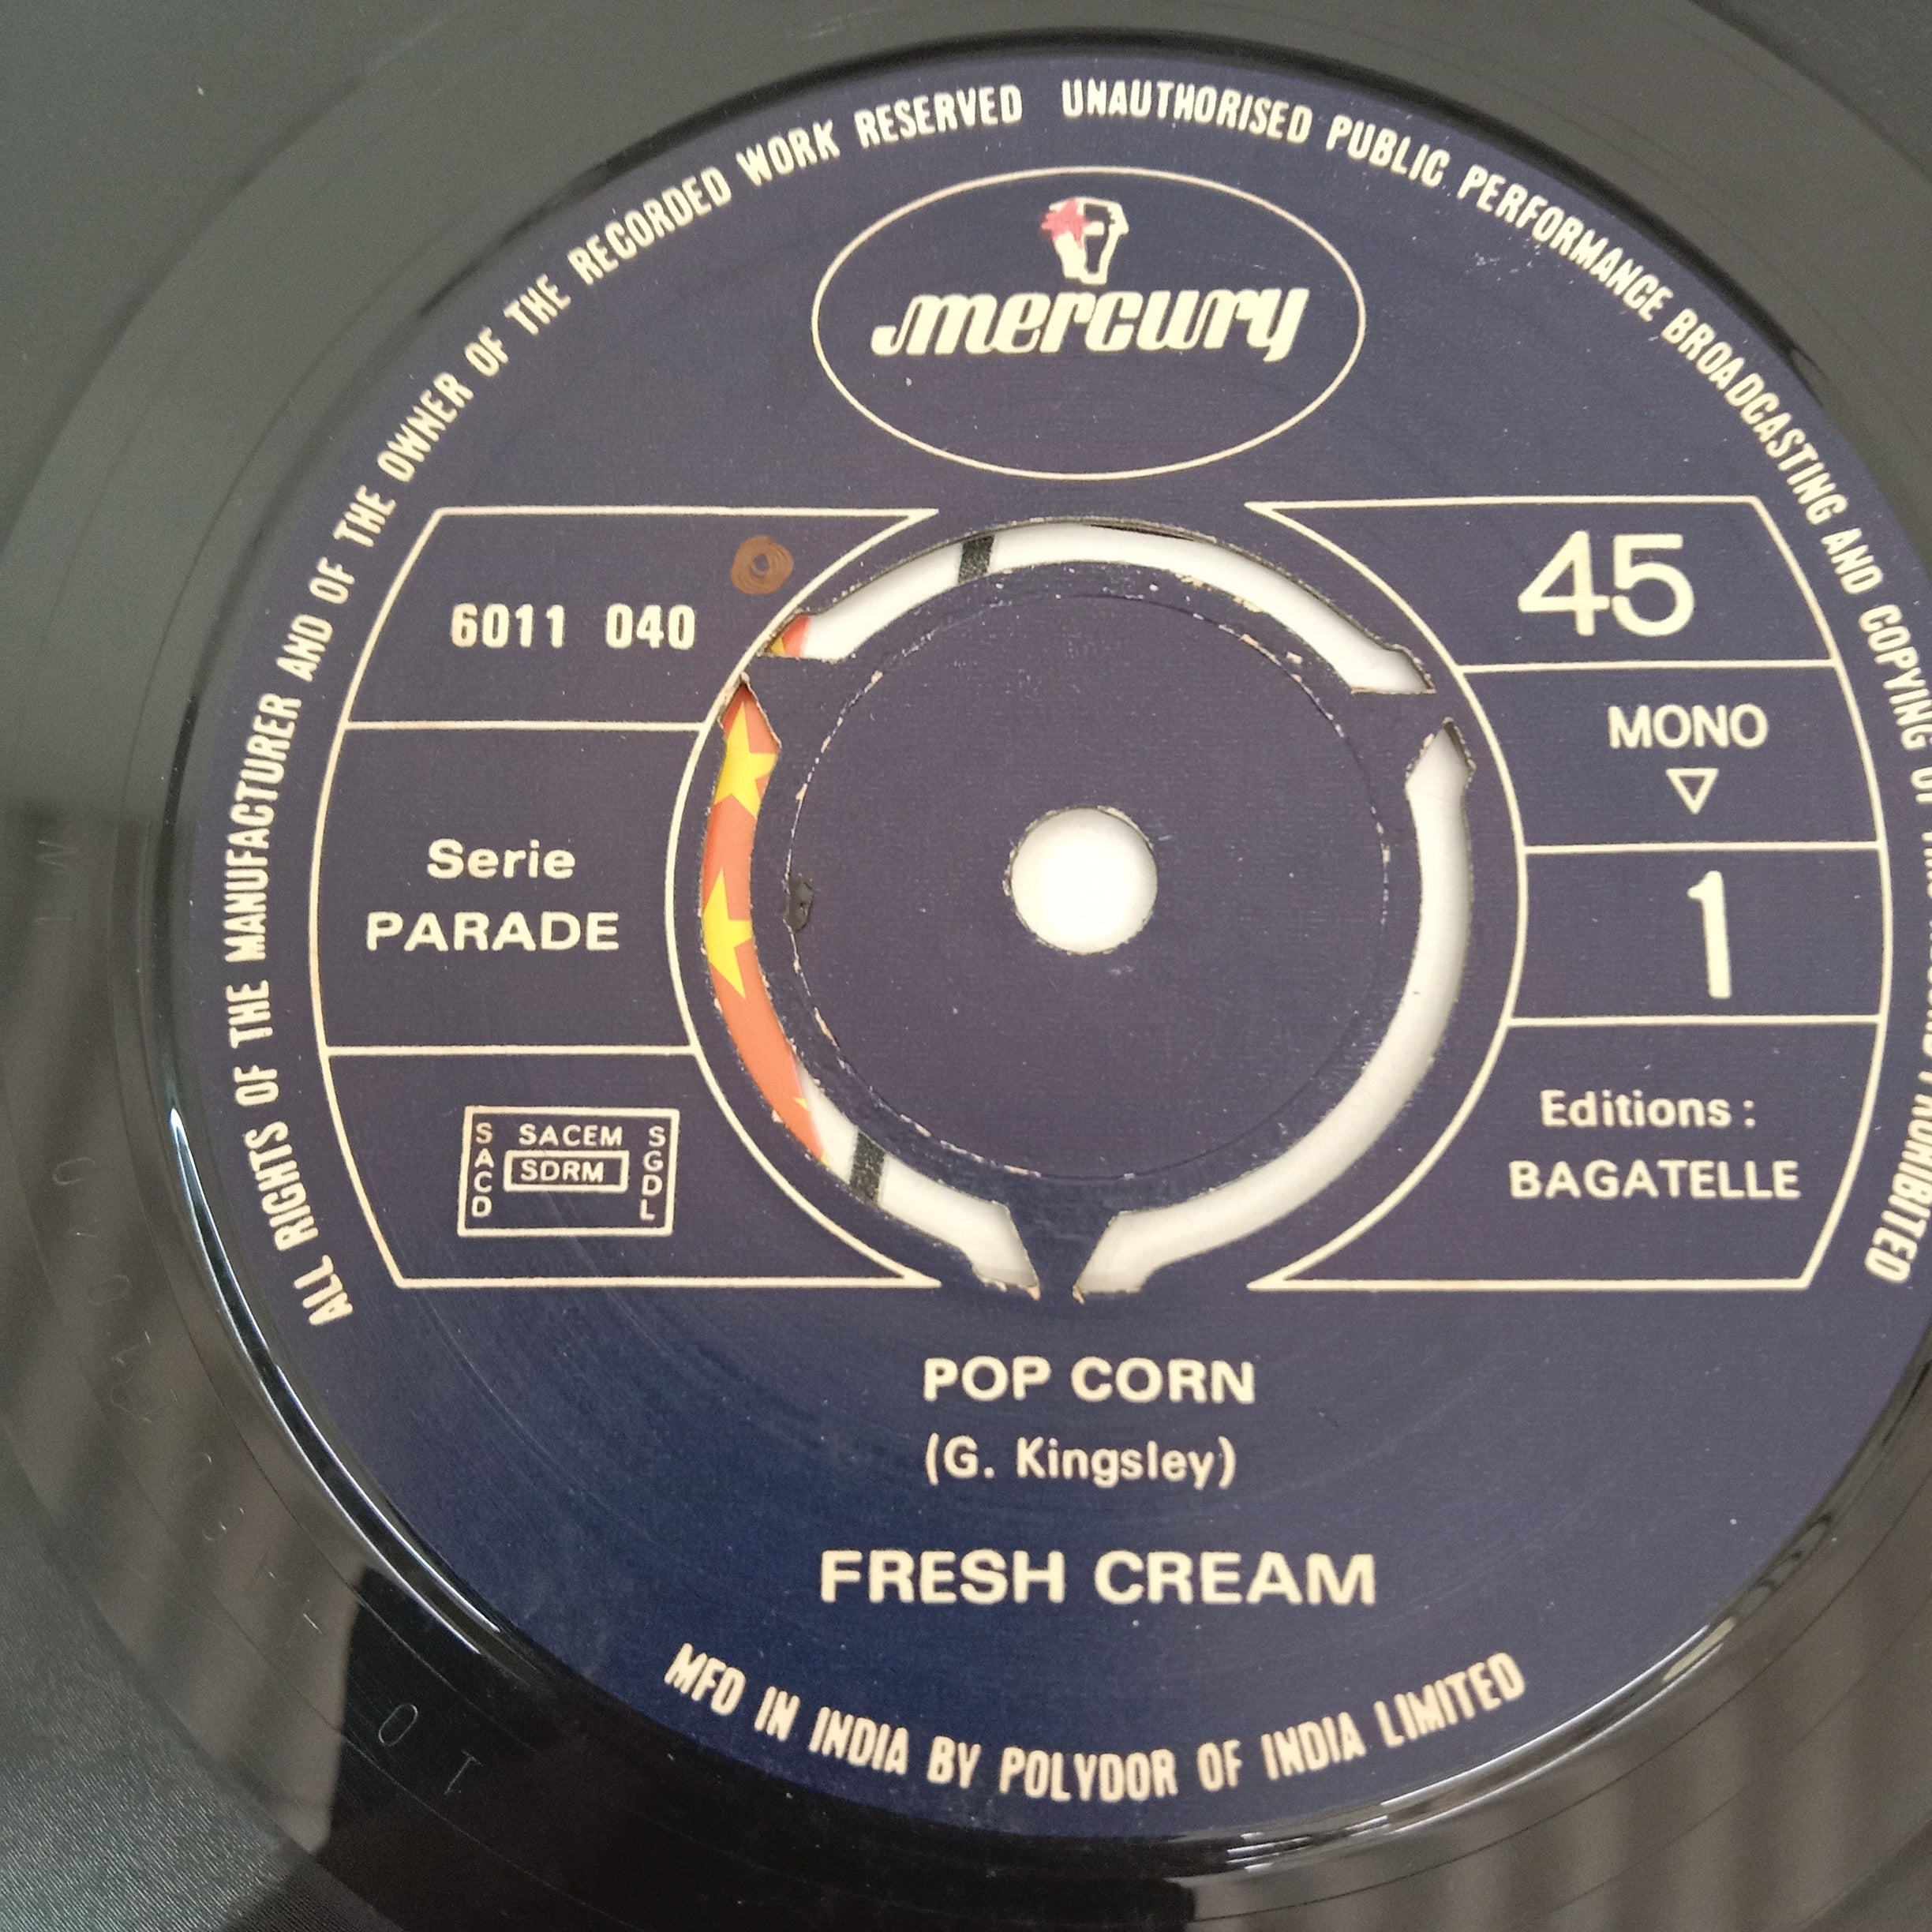 ALL RIGHTS OF THE MANUFACTURER AND OF THE OWNER OF THE RECORDED WORK RESERVED UNAUTHORISED PUBLIC PERFORMANCE BROADCASTING AND COPYING OF PROHIBITED
mercury
6011 040
45
MONO
1
Serie
PARADE
SACD
SACEM
SDRM
SGDL
Editions :
BAGATELLE
POP CORN
(G. Kingsley)
FRESH CREAM
MFD IN INDIA BY POLYDOR OF INDIA LIMITED